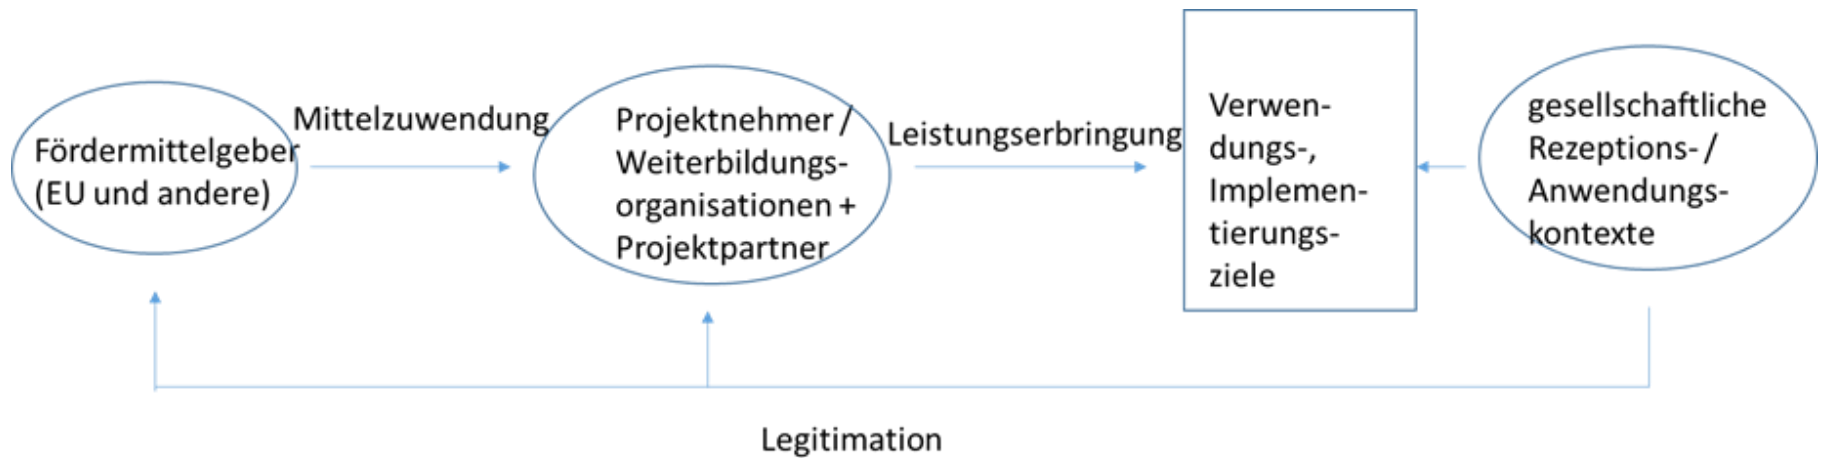 Fördermittelgeber
(EU und andere)
Mittelzuwendung
Projektnehmer /
Weiterbildungs-
organisationen +
Projektpartner
Leistungserbringung
Verwen-
dungs-,
Implemen-
tierungs-
ziele
gesellschaftliche
Rezeptions- /
Anwendungs-
kontexte
Legitimation